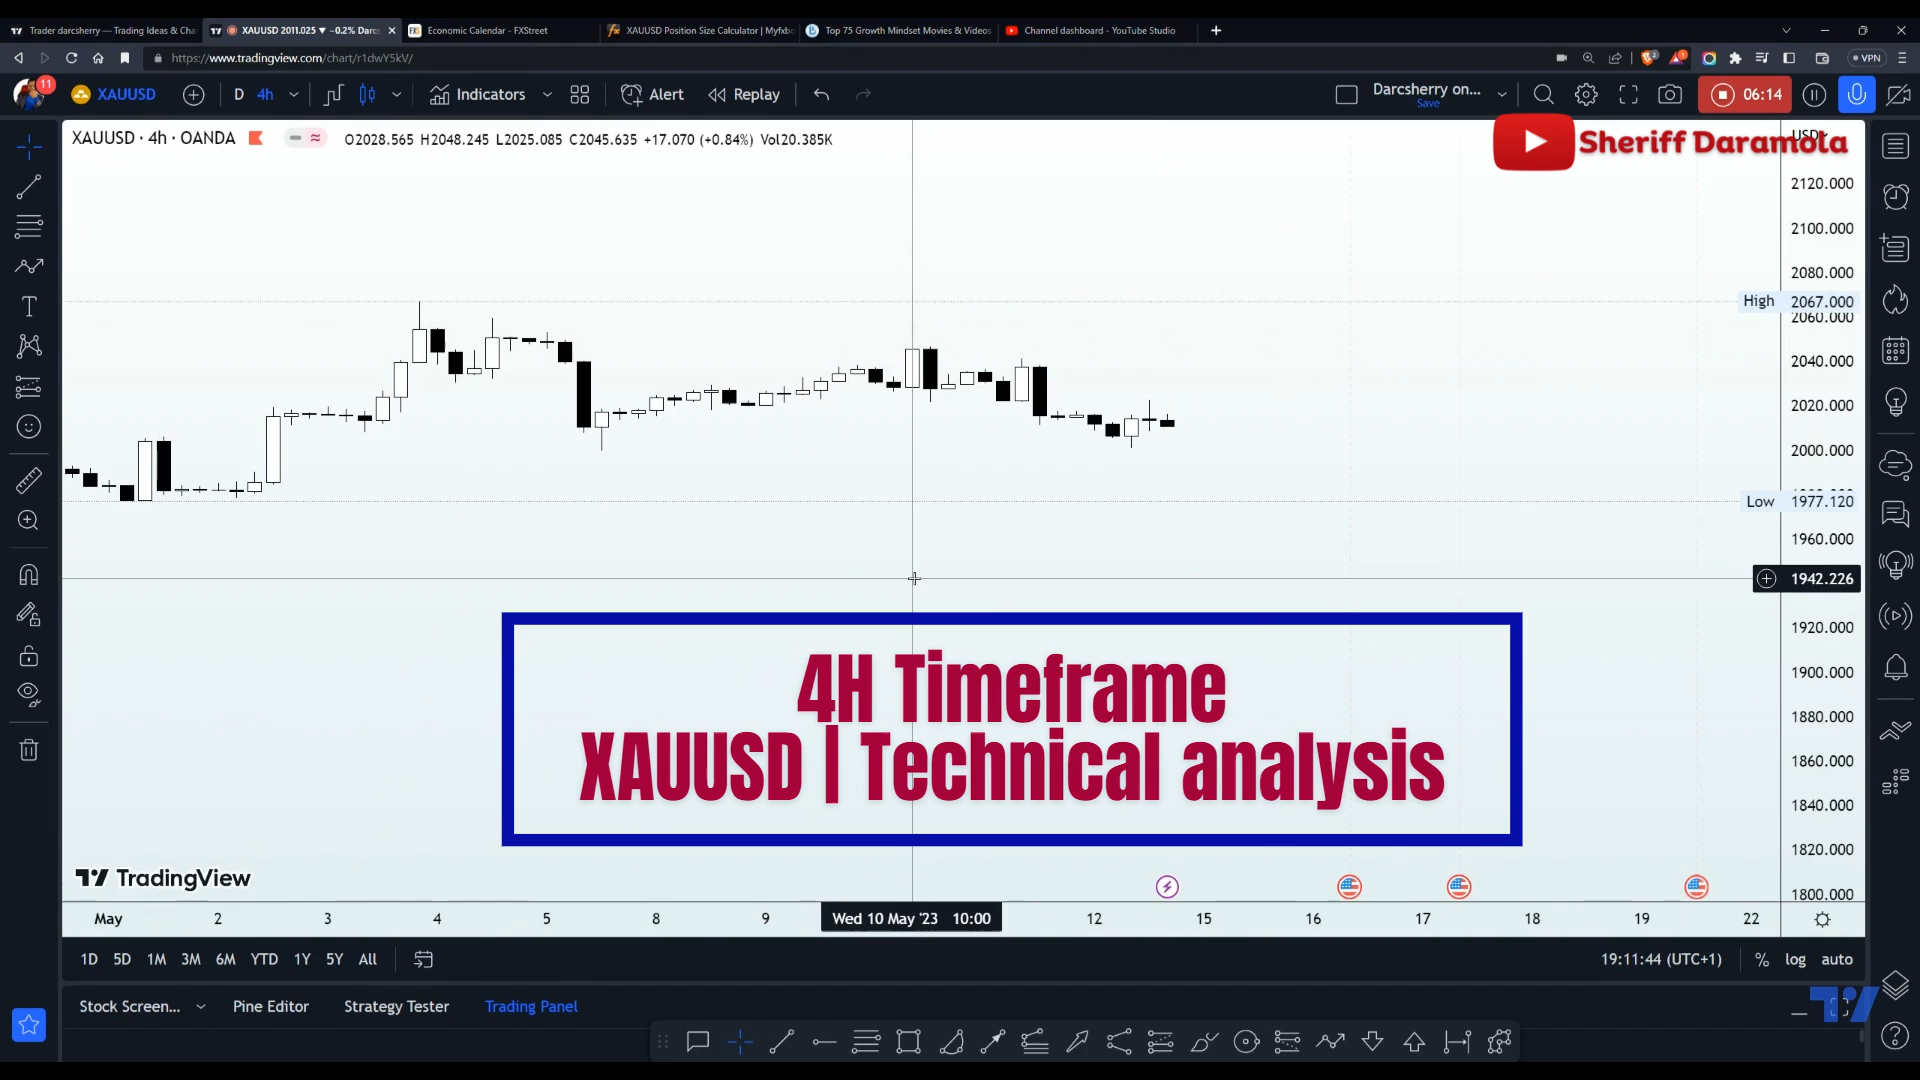 Trader darcsherry — Trading Ideas & Cha
XAUUSD 2011.025 ▼ −0.2% Darc
Economic Calendar - FXStreet
XAUUSD Position Size Calculator | Myfxbo
Top 75 Growth Mindset Movies & Videos
Channel dashboard - YouTube Studio
https://www.tradingview.com/chart/r1dwY5kV/
VPN
11
XAUUSD
D
4h
Indicators
Alert
Replay
Darcsherry on...
Save
06:14
XAUUSD · 4h · OANDA
O2028.565 H2048.245 L2025.085 C2045.635 +17.070 (+0.84%) Vol20.385K
USD
Sheriff Daramola
2120.000
2100.000
2080.000
High 2067.000
2060.000
2040.000
2020.000
2000.000
Low 1977.120
1960.000
1942.226
1920.000
1900.000
1880.000
1860.000
1840.000
1820.000
1800.000
4H Timeframe
XAUUSD | Technical analysis
TradingView
May 2 3 4 5 8 9 Wed 10 May '23 10:00 12 15 16 17 18 19 22
1D 5D 1M 3M 6M YTD 1Y 5Y All
19:11:44 (UTC+1) % log auto
Stock Screen... Pine Editor Strategy Tester Trading Panel